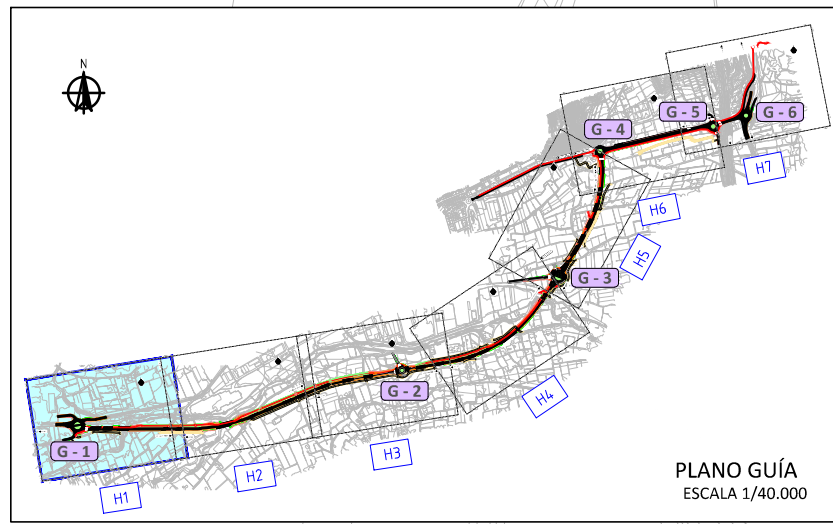 N
G - 4
G - 5
G - 6
H7
H6
H5
G - 3
G - 2
H4
G - 1
H3
H2
H1
PLANO GUÍA
ESCALA 1/40.000